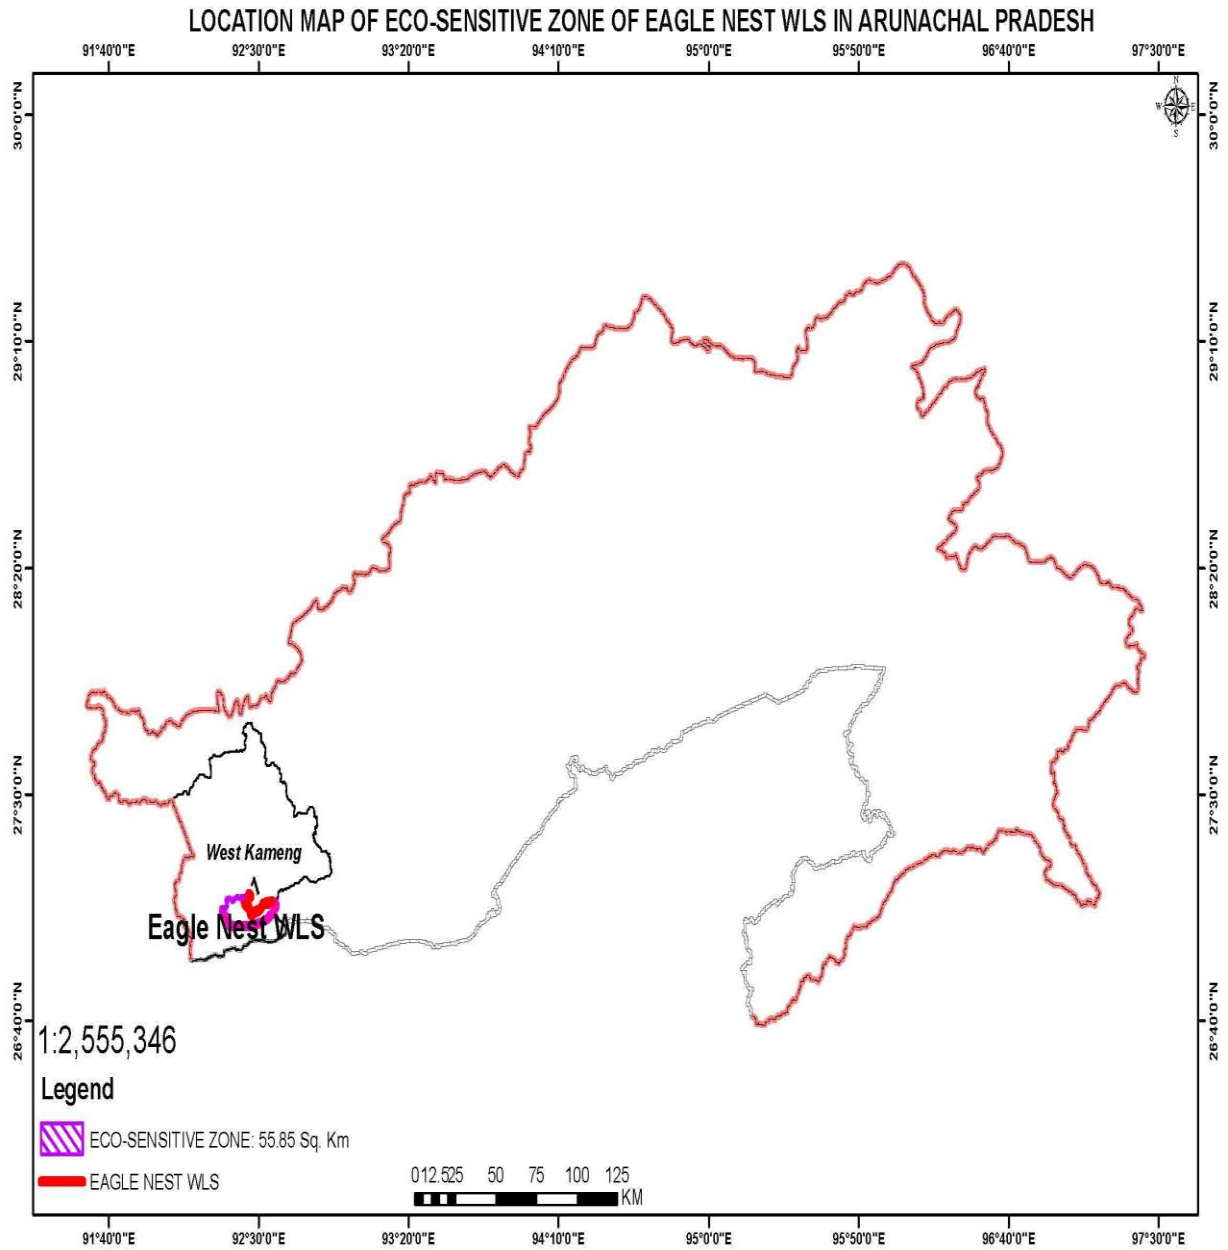 LOCATION MAP OF ECO-SENSITIVE ZONE OF EAGLE NEST WLS IN ARUNACHAL PRADESH
91°40'0"E 92°30'0"E 93°20'0"E 94°10'0"E 95°0'0"E 95°50'0"E 96°40'0"E 97°30'0"E
N
W E
S
30°0'0"N 30°0'0"N
29°10'0"N 29°10'0"N
28°20'0"N 28°20'0"N
27°30'0"N 27°30'0"N
West Kameng
Eagle Nest WLS
26°40'0"N 26°40'0"N
1:2,555,346
Legend
ECO-SENSITIVE ZONE: 55.85 Sq. Km
EAGLE NEST WLS
0 12.5 25 50 75 100 125
KM
91°40'0"E 92°30'0"E 93°20'0"E 94°10'0"E 95°0'0"E 95°50'0"E 96°40'0"E 97°30'0"E